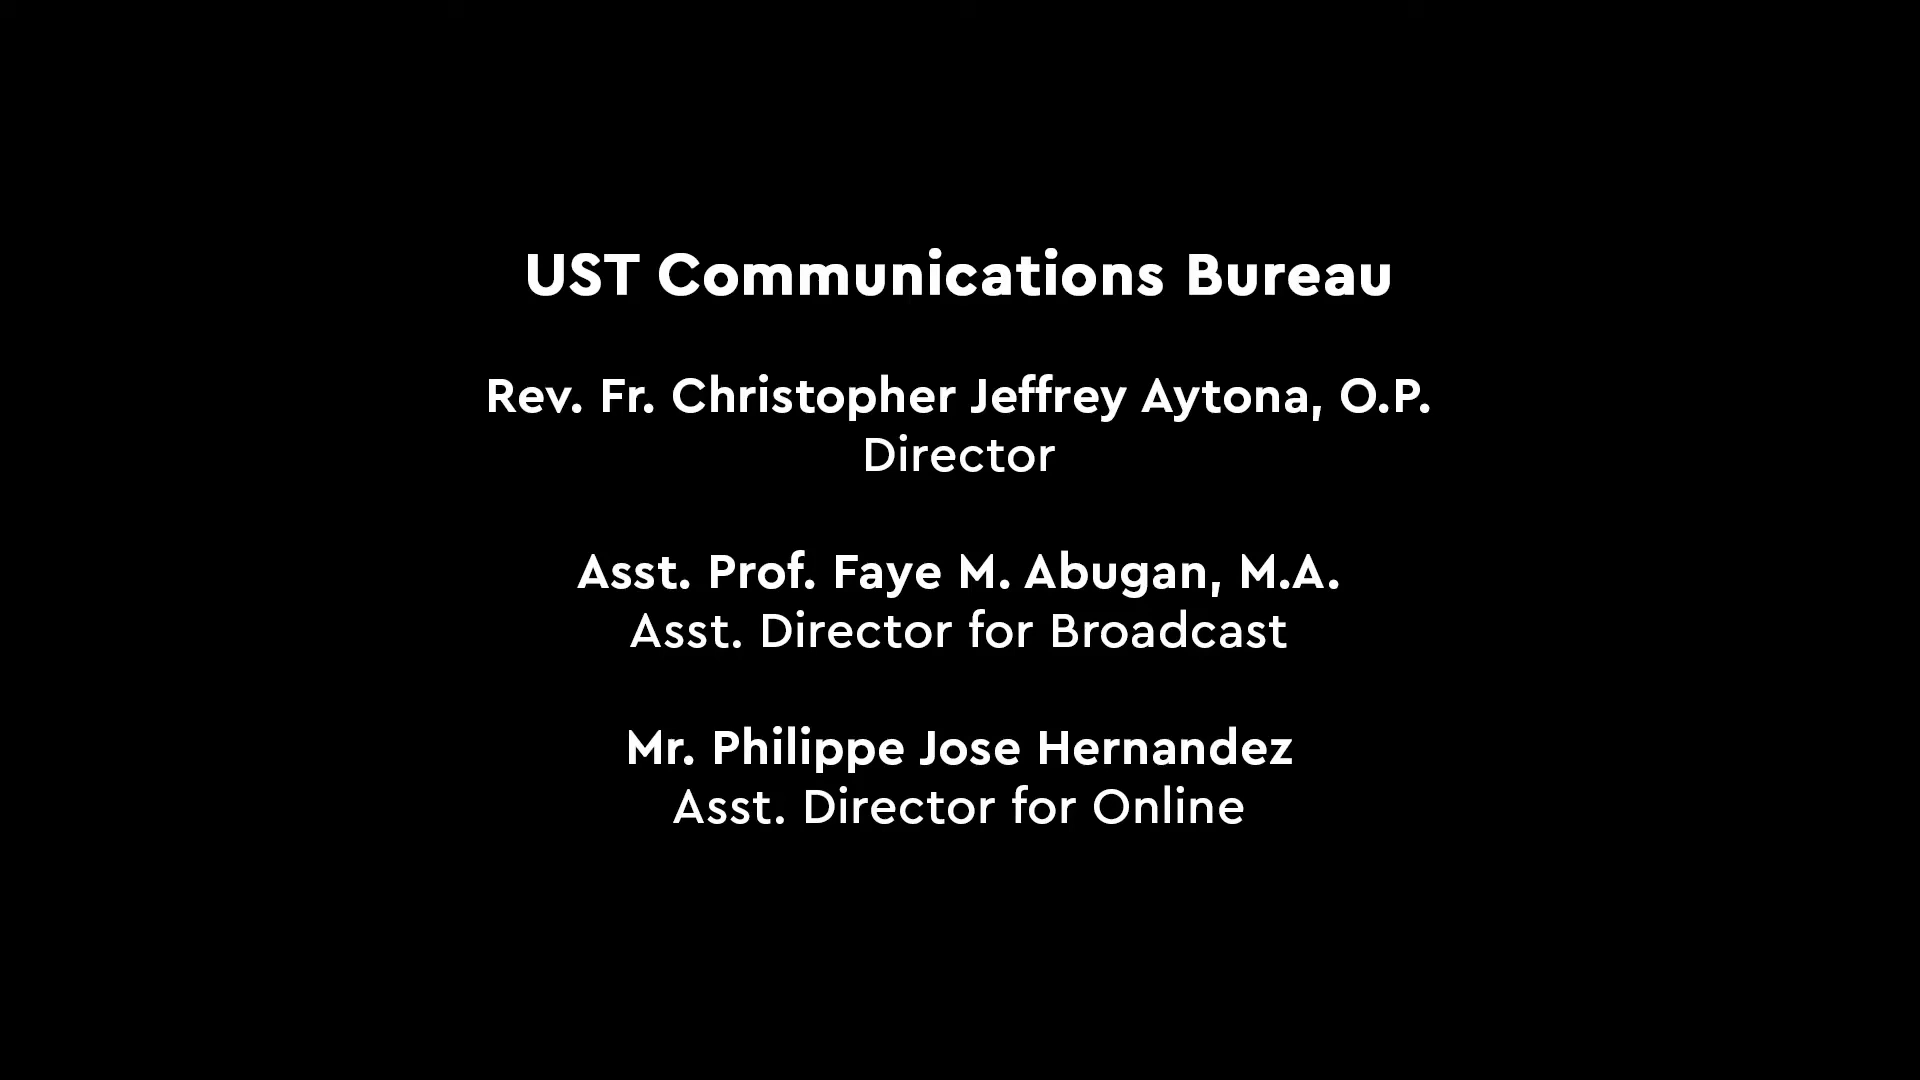 UST Communications Bureau
Rev. Fr. Christopher Jeffrey Aytona, O.P.
Director
Asst. Prof. Faye M. Abugan, M.A.
Asst. Director for Broadcast
Mr. Philippe Jose Hernandez
Asst. Director for Online